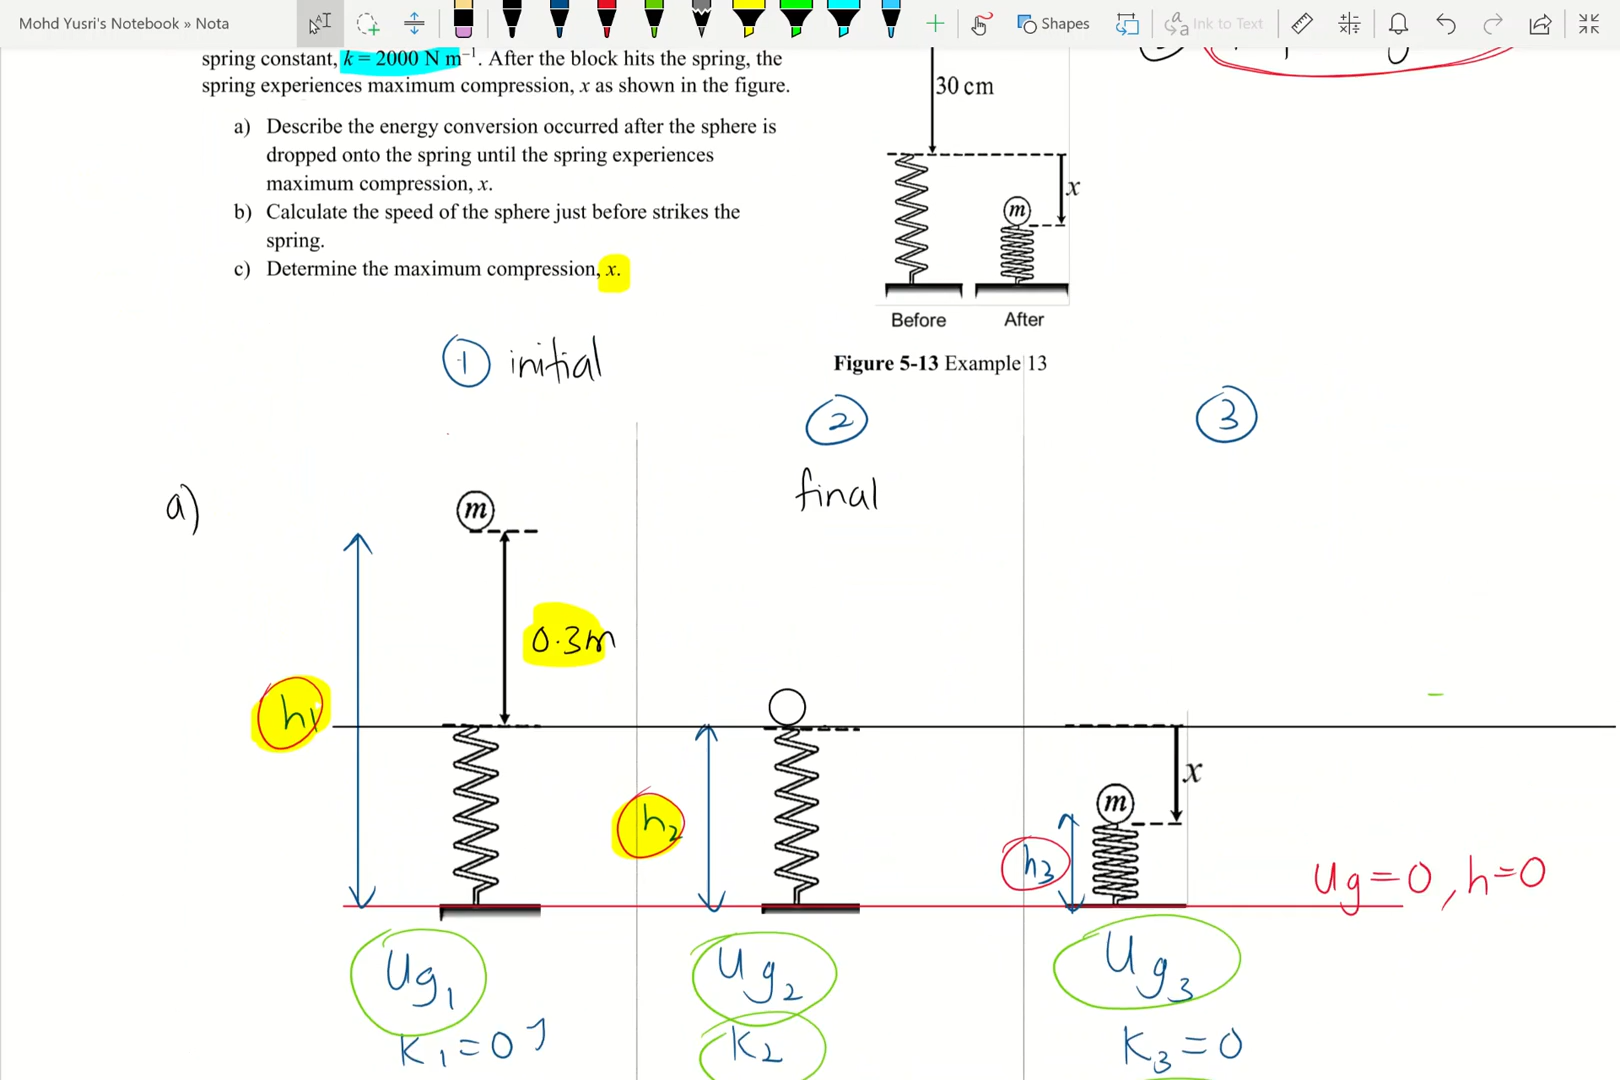 Mohd Yusri's Notebook » Nota
Shapes
Ink to Text
spring constant, k = 2000 N m⁻¹. After the block hits the spring, the
spring experiences maximum compression, x as shown in the figure.
a) Describe the energy conversion occurred after the sphere is
dropped onto the spring until the spring experiences
maximum compression, x.
b) Calculate the speed of the sphere just before strikes the
spring.
c) Determine the maximum compression, x.
30 cm
x
m
Before After
Figure 5-13 Example 13
1 initial
2
3
final
a)
m
0.3m
h1
h2
m
x
h3
Ug=0, h=0
Ug1
Ug2
Ug3
K1=0J
K2
K3=0